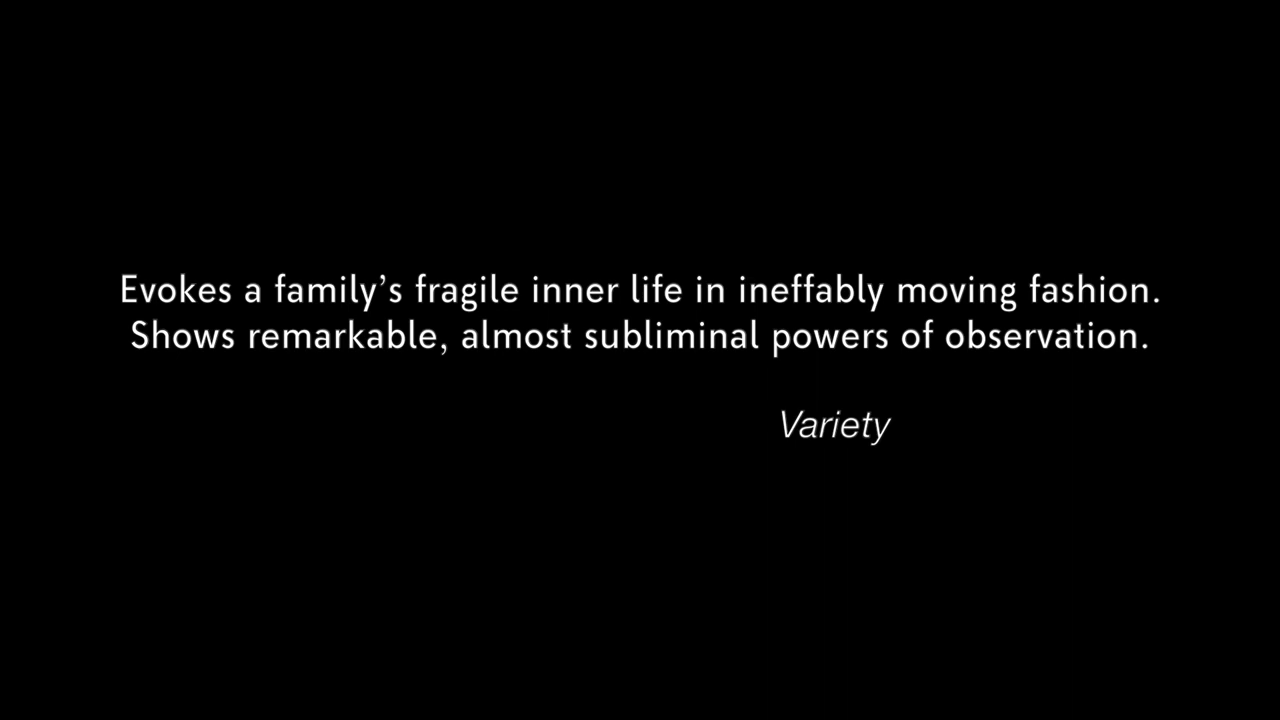 Evokes a family’s fragile inner life in ineffably moving fashion.
Shows remarkable, almost subliminal powers of observation.
Variety